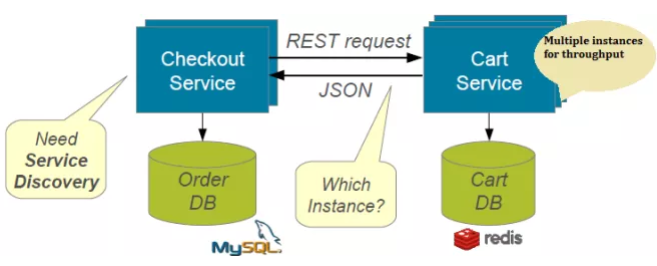 Checkout
Service
REST request
JSON
Cart
Service
Multiple instances
for throughput
Need
Service
Discovery
Order
DB
Which
Instance?
Cart
DB
MySQL
redis